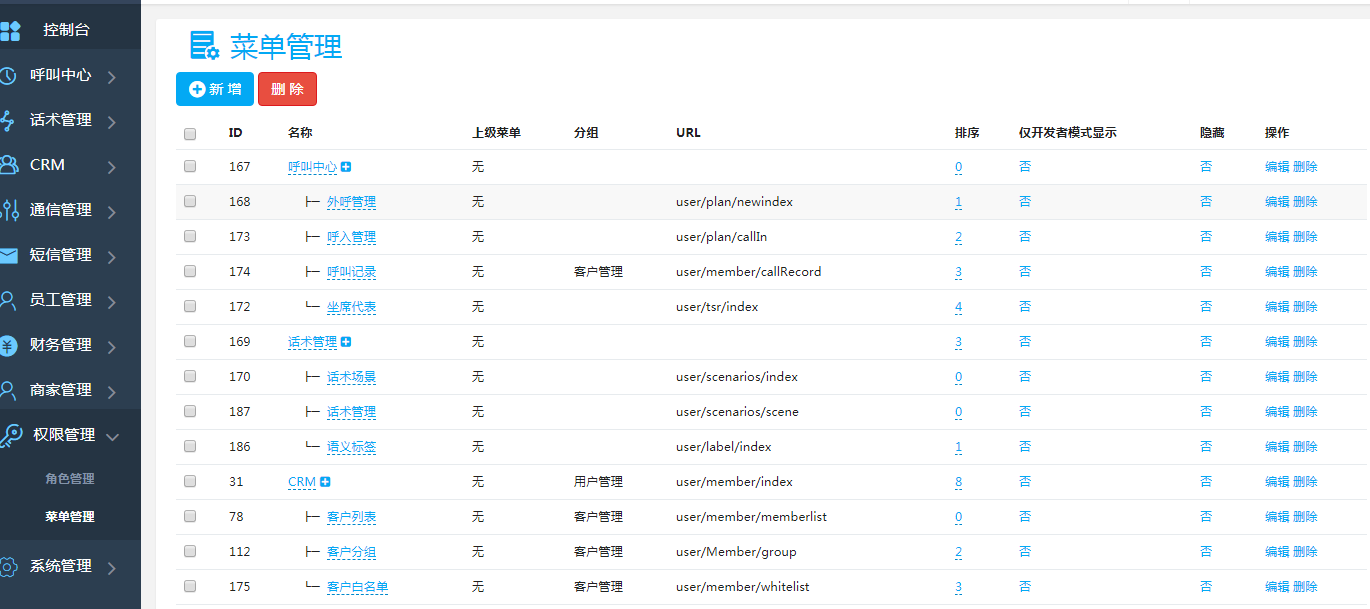 控制台
呼叫中心
话术管理
CRM
通信管理
短信管理
员工管理
财务管理
商家管理
权限管理
角色管理
菜单管理
系统管理
菜单管理
新 增 删 除
ID 名称 上级菜单 分组 URL 排序 仅开发者模式显示 隐藏 操作
167 呼叫中心 无 0 否 否 编辑 删除
168 ├─ 外呼管理 无 user/plan/newindex 1 否 否 编辑 删除
173 ├─ 呼入管理 无 user/plan/callIn 2 否 否 编辑 删除
174 ├─ 呼叫记录 无 客户管理 user/member/callRecord 3 否 否 编辑 删除
172 └─ 坐席代表 无 user/tsr/index 4 否 否 编辑 删除
169 话术管理 无 3 否 否 编辑 删除
170 ├─ 话术场景 无 user/scenarios/index 0 否 否 编辑 删除
187 ├─ 话术管理 无 user/scenarios/scene 0 否 否 编辑 删除
186 └─ 语义标签 无 user/label/index 1 否 否 编辑 删除
31 CRM 无 用户管理 user/member/index 8 否 否 编辑 删除
78 ├─ 客户列表 无 客户管理 user/member/memberlist 0 否 否 编辑 删除
112 ├─ 客户分组 无 客户管理 user/Member/group 2 否 否 编辑 删除
175 └─ 客户白名单 无 客户管理 user/member/whitelist 3 否 否 编辑 删除